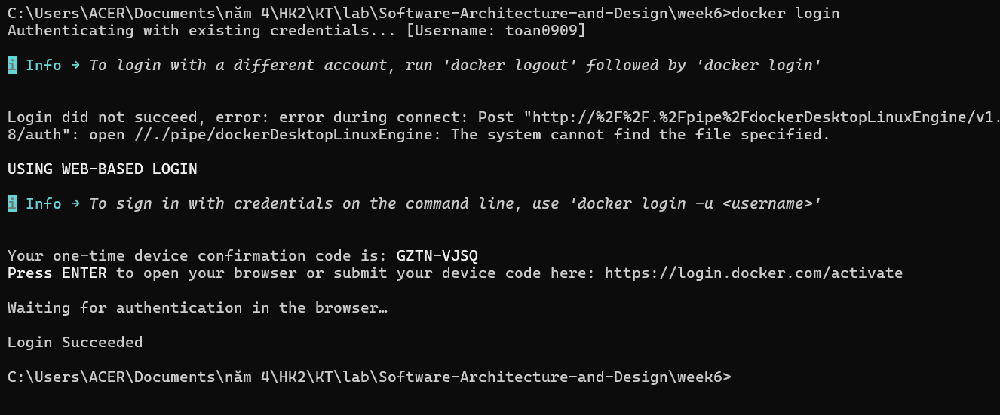 C:\Users\ACER\Documents\năm 4\HK2\KT\lab\Software-Architecture-and-Design\week6>docker login
Authenticating with existing credentials... [Username: toan0909]
i Info → To login with a different account, run 'docker logout' followed by 'docker login'
Login did not succeed, error: error during connect: Post "http://%2F%2F.%2Fpipe%2FdockerDesktopLinuxEngine/v1.
8/auth": open //./pipe/dockerDesktopLinuxEngine: The system cannot find the file specified.
USING WEB-BASED LOGIN
i Info → To sign in with credentials on the command line, use 'docker login -u <username>'
Your one-time device confirmation code is: GZTN-VJSQ
Press ENTER to open your browser or submit your device code here: https://login.docker.com/activate
Waiting for authentication in the browser…
Login Succeeded
C:\Users\ACER\Documents\năm 4\HK2\KT\lab\Software-Architecture-and-Design\week6>